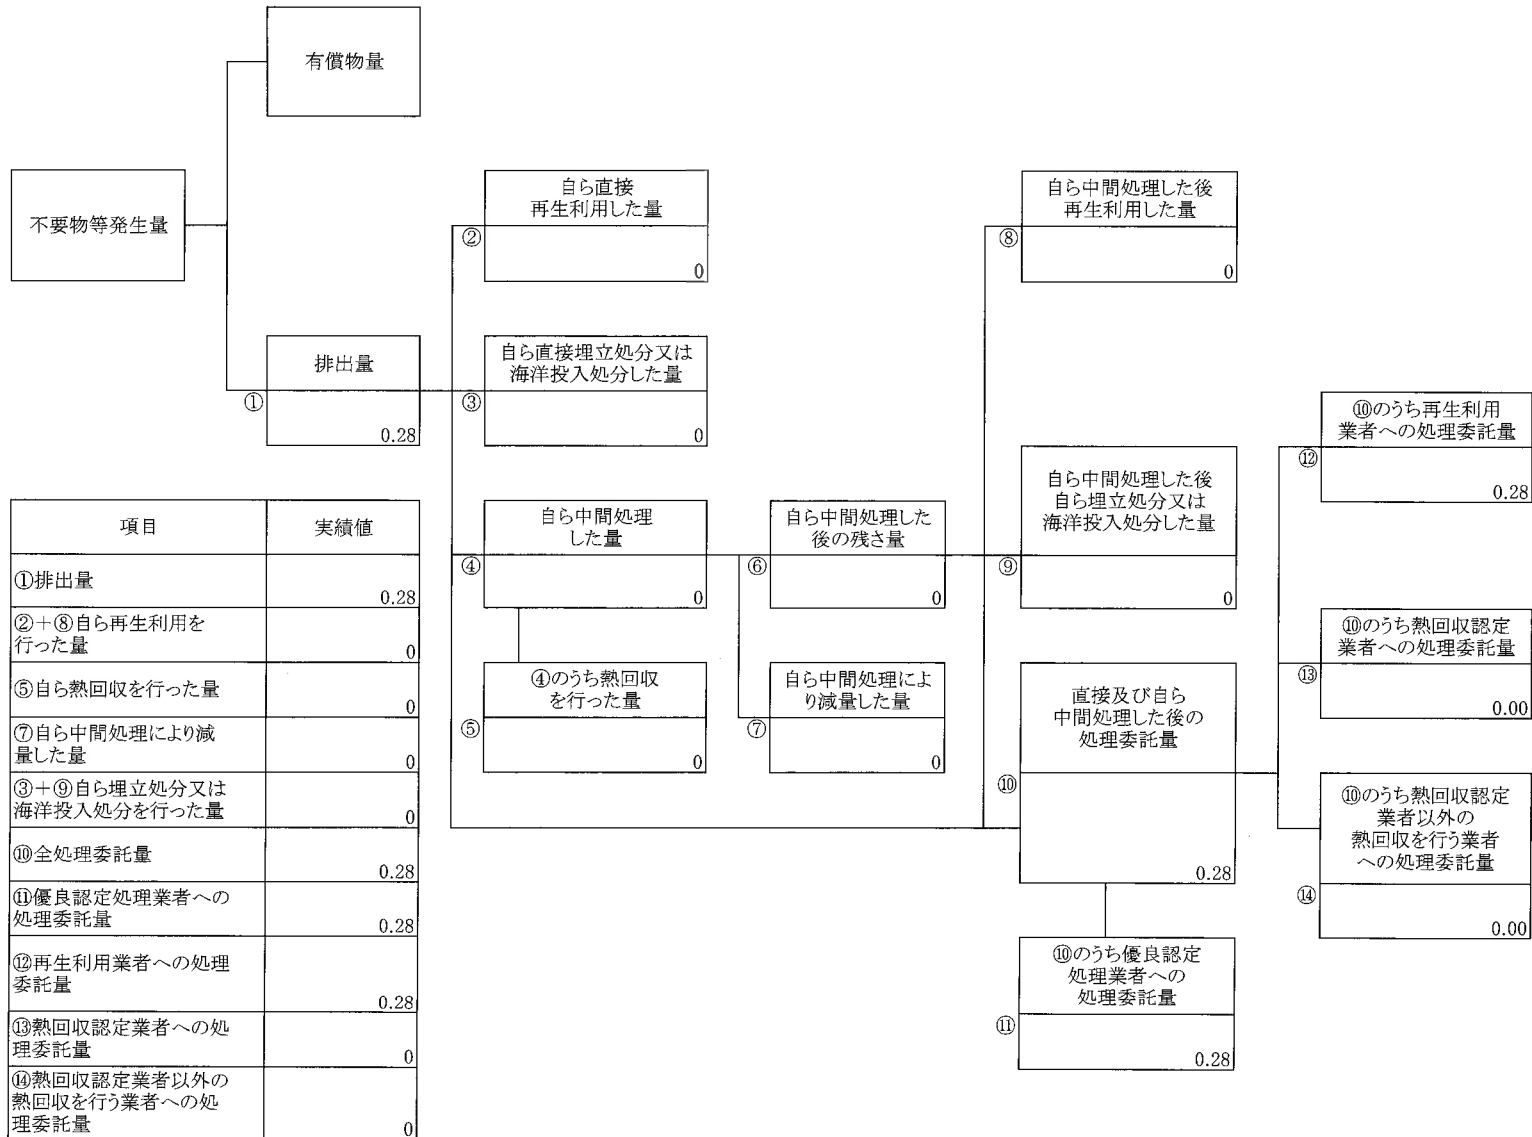 有償物量
不要物等発生量
自ら直接
再生利用した量
②
0
自ら中間処理した後
再生利用した量
⑧
0
排出量
①
0.28
自ら直接埋立処分又は
海洋投入処分した量
③
0
自ら中間処理
した量
④
0
自ら中間処理した
後の残さ量
⑥
0
自ら中間処理した後
自ら埋立処分又は
海洋投入処分した量
⑨
0
⑩のうち再生利用
業者への処理委託量
⑫
0.28
④のうち熱回収
を行った量
⑤
0
自ら中間処理によ
り減量した量
⑦
0
直接及び自ら
中間処理した後の
処理委託量
⑩
0.28
⑩のうち熱回収認定
業者への処理委託量
⑬
0.00
⑩のうち熱回収認定
業者以外の
熱回収を行う業者
への処理委託量
⑭
0.00
⑩のうち優良認定
処理業者への
処理委託量
⑪
0.28
項目 実績値
①排出量
0.28
②+⑧自ら再生利用を
行った量
0
⑤自ら熱回収を行った量
0
⑦自ら中間処理により減
量した量
0
③+⑨自ら埋立処分又は
海洋投入処分を行った量
0
⑩全処理委託量
0.28
⑪優良認定処理業者への
処理委託量
0.28
⑫再生利用業者への処理
委託量
0.28
⑬熱回収認定業者への処
理委託量
0
⑭熱回収認定業者以外の
熱回収を行う業者への処
理委託量
0